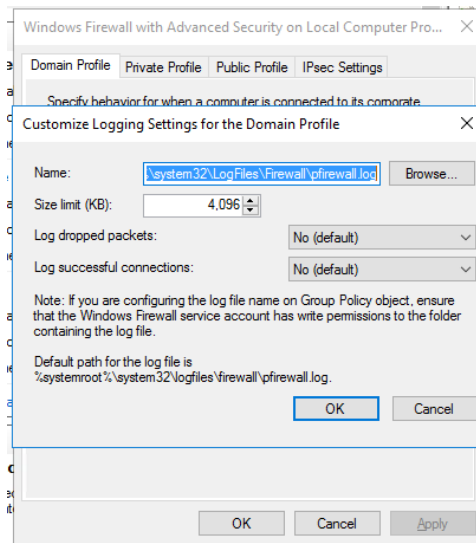 Windows Firewall with Advanced Security on Local Computer Pro...
Domain Profile Private Profile Public Profile IPsec Settings
Specify behavior for when a computer is connected to its corporate
Customize Logging Settings for the Domain Profile
Name: \system32\LogFiles\Firewall\pfirewall.log Browse...
Size limit (KB): 4,096
Log dropped packets: No (default)
Log successful connections: No (default)
Note: If you are configuring the log file name on Group Policy object, ensure
that the Windows Firewall service account has write permissions to the folder
containing the log file.
Default path for the log file is
%systemroot%\system32\logfiles\firewall\pfirewall.log.
OK Cancel
OK Cancel Apply